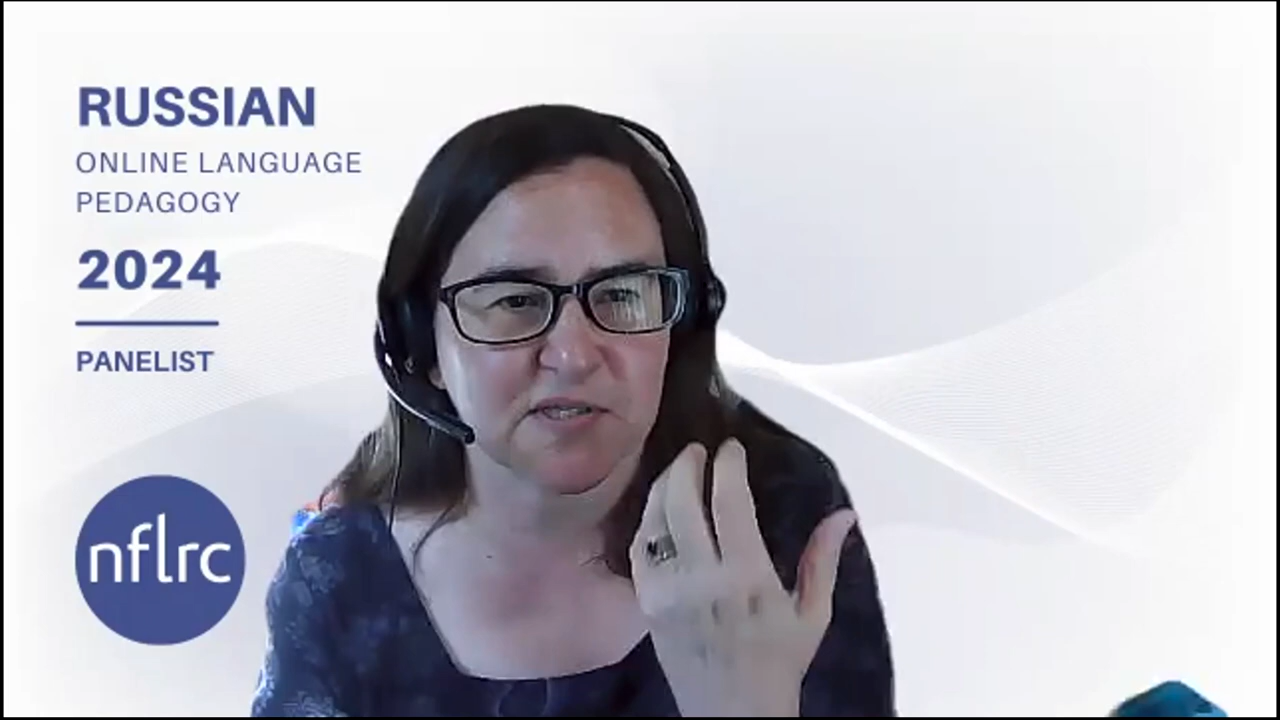 RUSSIAN
ONLINE LANGUAGE
PEDAGOGY
2024
PANELIST
nflrc